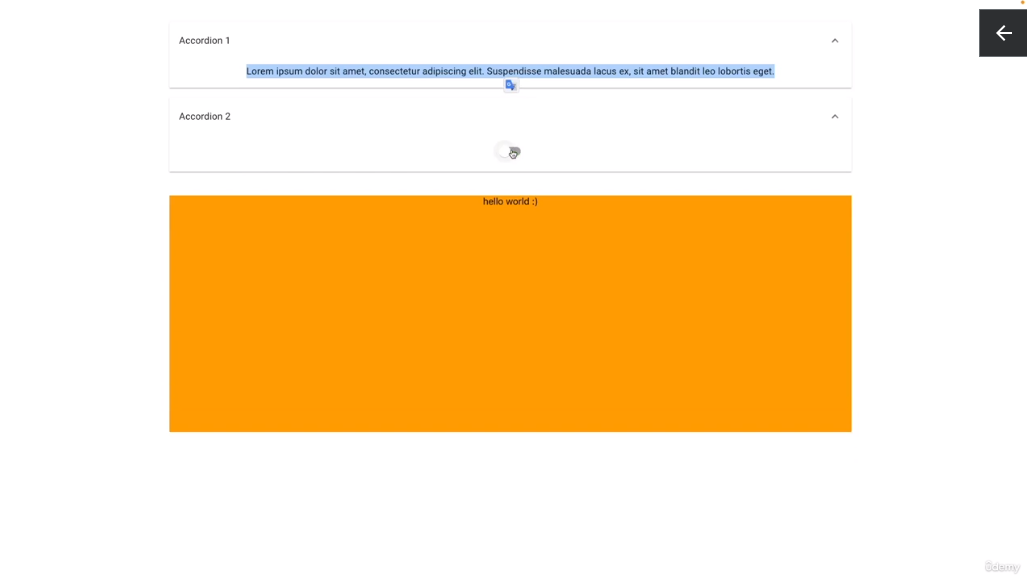 Accordion 1
Lorem ipsum dolor sit amet, consectetur adipiscing elit. Suspendisse malesuada lacus ex, sit amet blandit leo lobortis eget.
Accordion 2
hello world :)
ûdemy